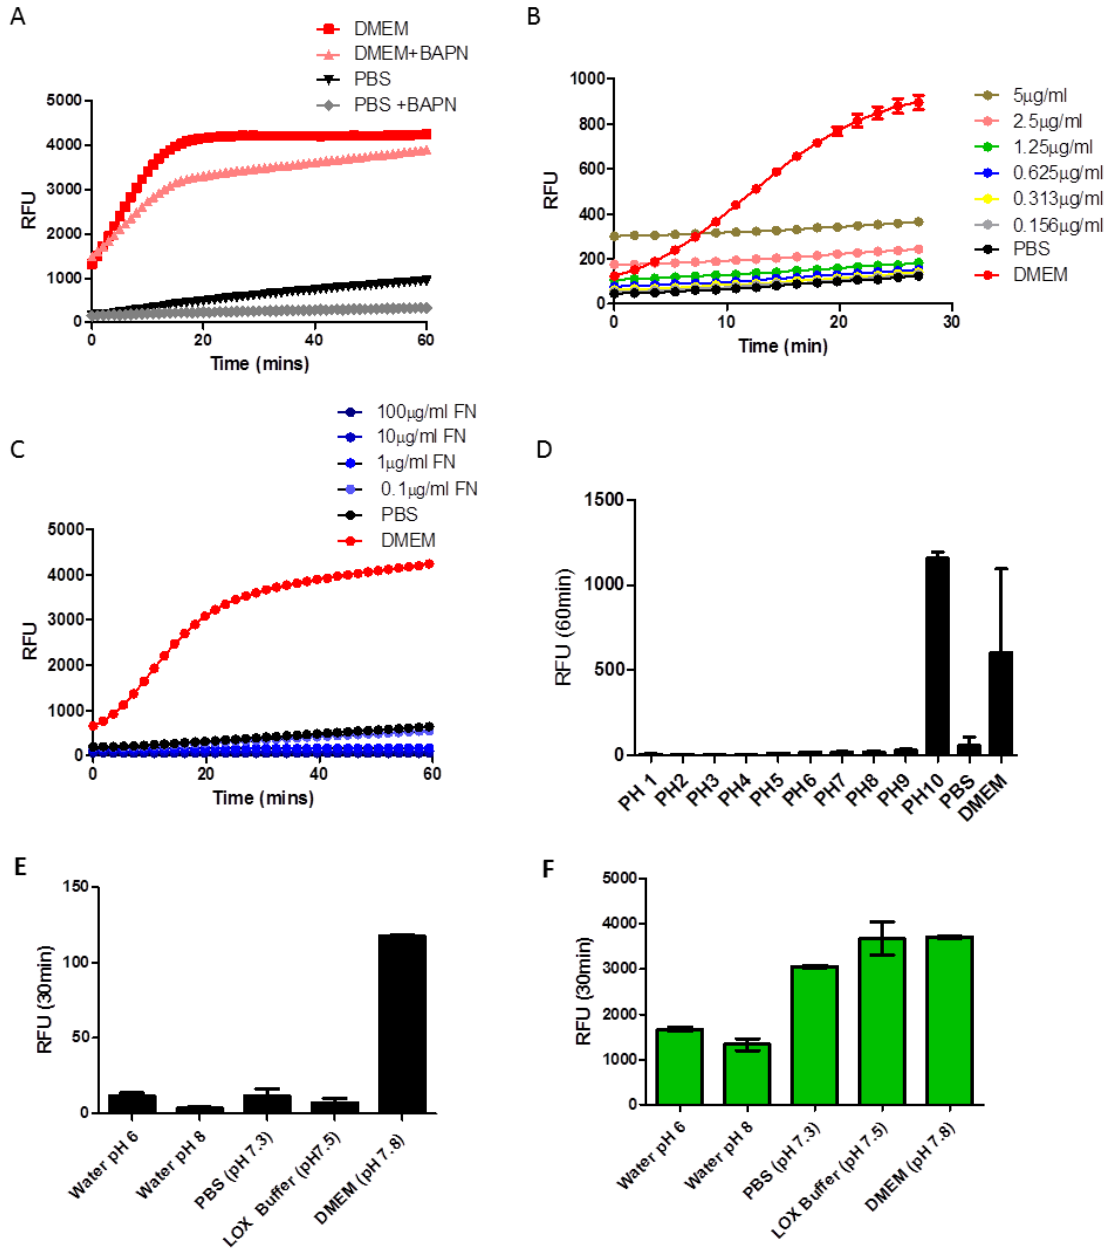 A
DMEM
DMEM+BAPN
PBS
PBS +BAPN
5000
4000
3000
2000
1000
0
RFU
0 20 40 60
Time (mins)
B
1000
800
600
400
200
0
RFU
0 10 20 30
Time (min)
5µg/ml
2.5µg/ml
1.25µg/ml
0.625µg/ml
0.313µg/ml
0.156µg/ml
PBS
DMEM
C
100µg/ml FN
10µg/ml FN
1µg/ml FN
0.1µg/ml FN
PBS
DMEM
5000
4000
3000
2000
1000
0
RFU
0 20 40 60
Time (mins)
D
1500
1000
500
0
RFU (60min)
PH 1
PH2
PH3
PH4
PH5
PH6
PH7
PH8
PH9
PH10
PBS
DMEM
E
150
100
50
0
RFU (30min)
Water pH 6
Water pH 8
PBS (pH 7.3)
LOX Buffer (pH7.5)
DMEM (pH 7.8)
F
5000
4000
3000
2000
1000
0
RFU (30min)
Water pH 6
Water pH 8
PBS (pH 7.3)
LOX Buffer (pH 7.5)
DMEM (pH 7.8)